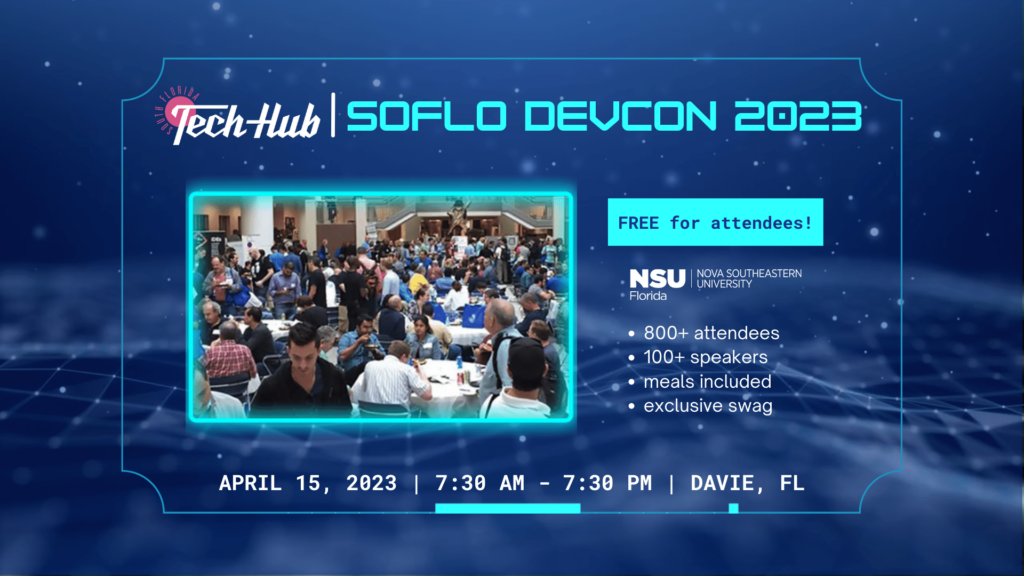 SOUTH FLORIDA
Tech-Hub
SOFLO DEVCON 2023
FREE for attendees!
NSU
Florida
NOVA SOUTHEASTERN
UNIVERSITY
800+ attendees
100+ speakers
meals included
exclusive swag
APRIL 15, 2023 | 7:30 AM - 7:30 PM | DAVIE, FL